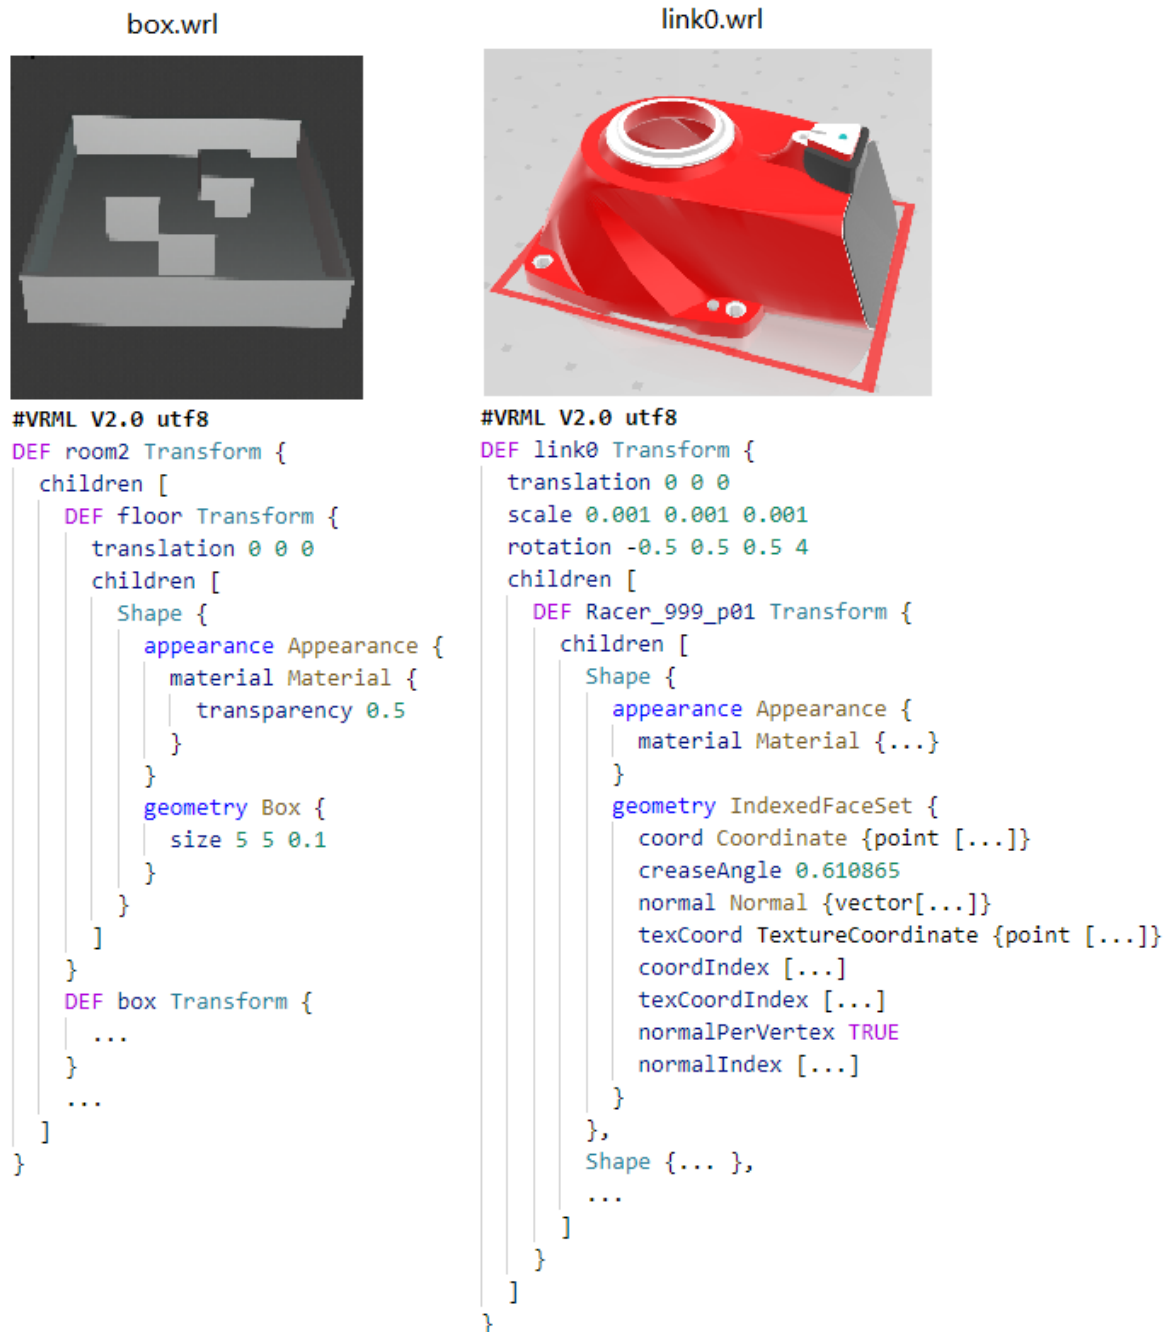 box.wrl
#VRML V2.0 utf8
DEF room2 Transform {
children [
DEF floor Transform {
translation 0 0 0
children [
Shape {
appearance Appearance {
material Material {
transparency 0.5
}
}
geometry Box {
size 5 5 0.1
}
}
]
}
DEF box Transform {
...
}
...
]
}
link0.wrl
#VRML V2.0 utf8
DEF link0 Transform {
translation 0 0 0
scale 0.001 0.001 0.001
rotation -0.5 0.5 0.5 4
children [
DEF Racer_999_p01 Transform {
children [
Shape {
appearance Appearance {
material Material {...}
}
geometry IndexedFaceSet {
coord Coordinate {point [...]}
creaseAngle 0.610865
normal Normal {vector[...]}
texCoord TextureCoordinate {point [...]}
coordIndex [...]
texCoordIndex [...]
normalPerVertex TRUE
normalIndex [...]
}
},
Shape {... },
...
]
}
]
}